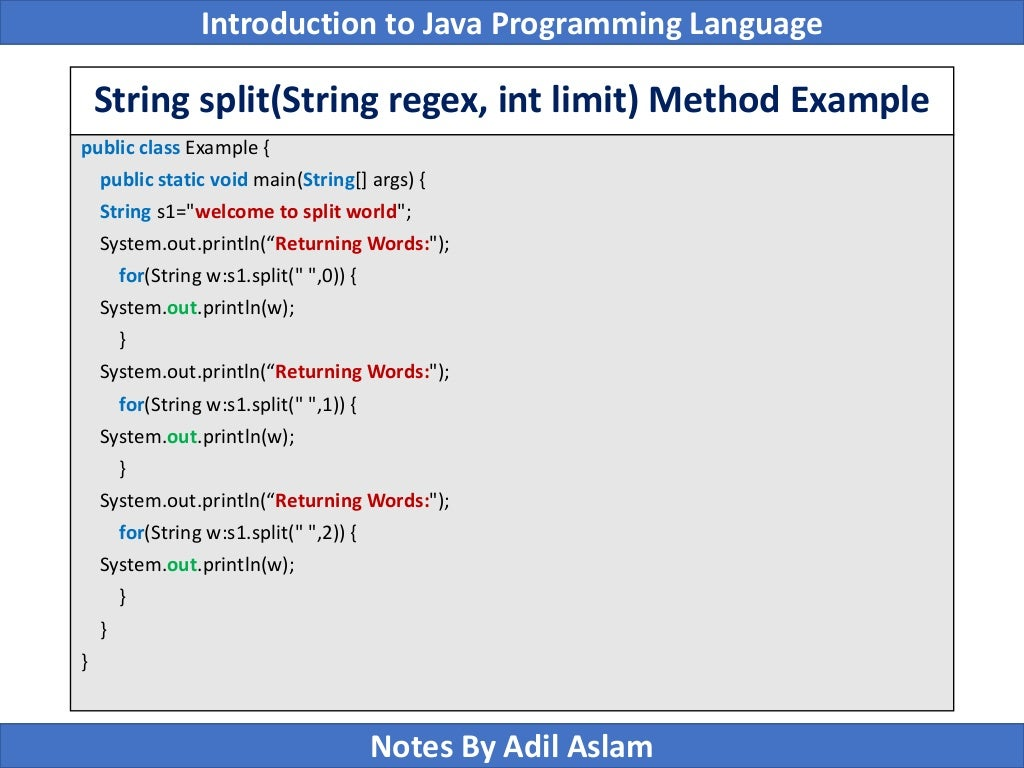 Introduction to Java Programming Language
String split(String regex, int limit) Method Example
public class Example {
public static void main(String[] args) {
String s1="welcome to split world";
System.out.println(“Returning Words:");
for(String w:s1.split(" ",0)) {
System.out.println(w);
}
System.out.println(“Returning Words:");
for(String w:s1.split(" ",1)) {
System.out.println(w);
}
System.out.println(“Returning Words:");
for(String w:s1.split(" ",2)) {
System.out.println(w);
}
}
}
Notes By Adil Aslam